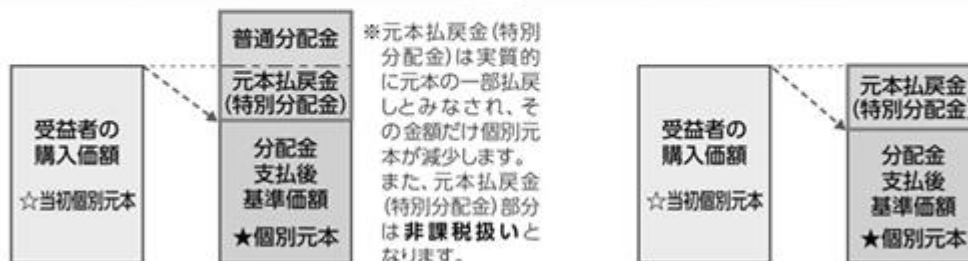 普通分配金
元本払戻金
(特別分配金)
受益者の
購入価額
☆当初個別元本
分配金
支払後
基準価額
★個別元本
※元本払戻金(特別
分配金)は実質的
に元本の一部払戻
しとみなされ、そ
の金額だけ個別元
本が減少します。
また、元本払戻金
(特別分配金)部分
は非課税扱いと
なります。
受益者の
購入価額
☆当初個別元本
元本払戻金
(特別分配金
分配金
支払後
基準価額
★個別元本